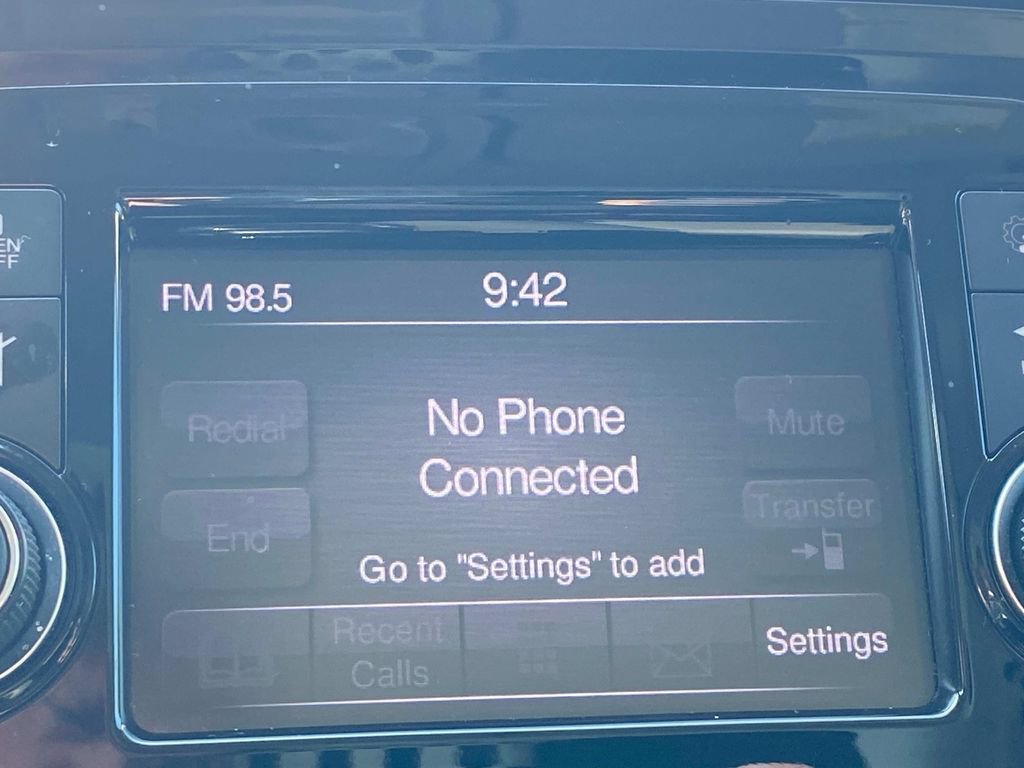 FM 98.5
9:42
Redial
No Phone
Connected
Mute
End
Transfer
Go to "Settings" to add
Recent
Calls
Settings